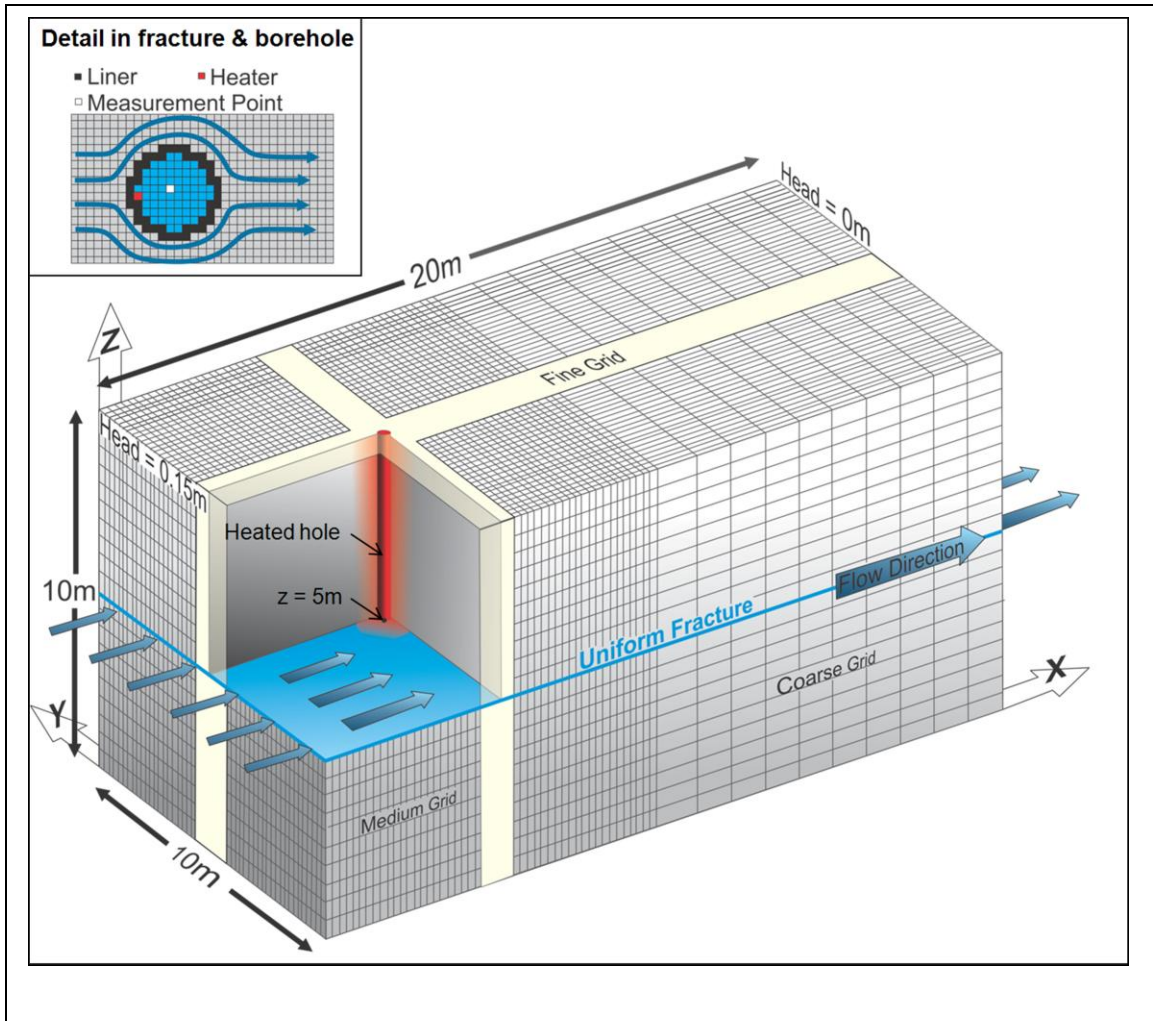 Detail in fracture & borehole
Liner
Heater
Measurement Point
20m
Head = 0m
Z
Fine Grid
Head = 0.15m
Heated hole
10m
z = 5m
Flow Direction
Uniform Fracture
Coarse Grid
X
Y
Medium Grid
10m